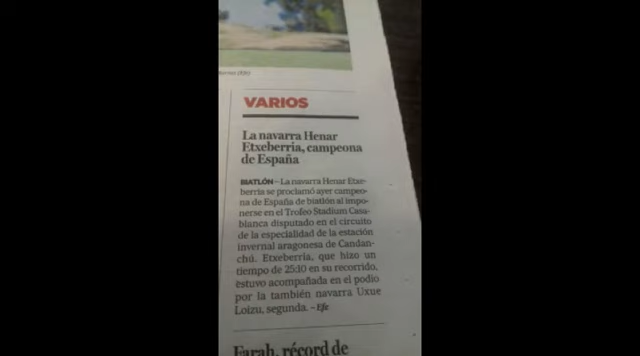 VARIOS
La navarra Henar
Etxeberria, campeona
de España
BIATLÓN – La navarra Henar Etxe-
berria se proclamó ayer campeo-
na de España de biatlón al impo-
nerse en el Trofeo Stadium Casa-
blanca disputado en el circuito
de la especialidad de la estación
invernal aragonesa de Candan-
chú. Etxeberria, que hizo un
tiempo de 25:10 en su recorrido,
estuvo acompañada en el podio
por la también navarra Uxue
Loizu, segunda. – Efe
Farah, récord de